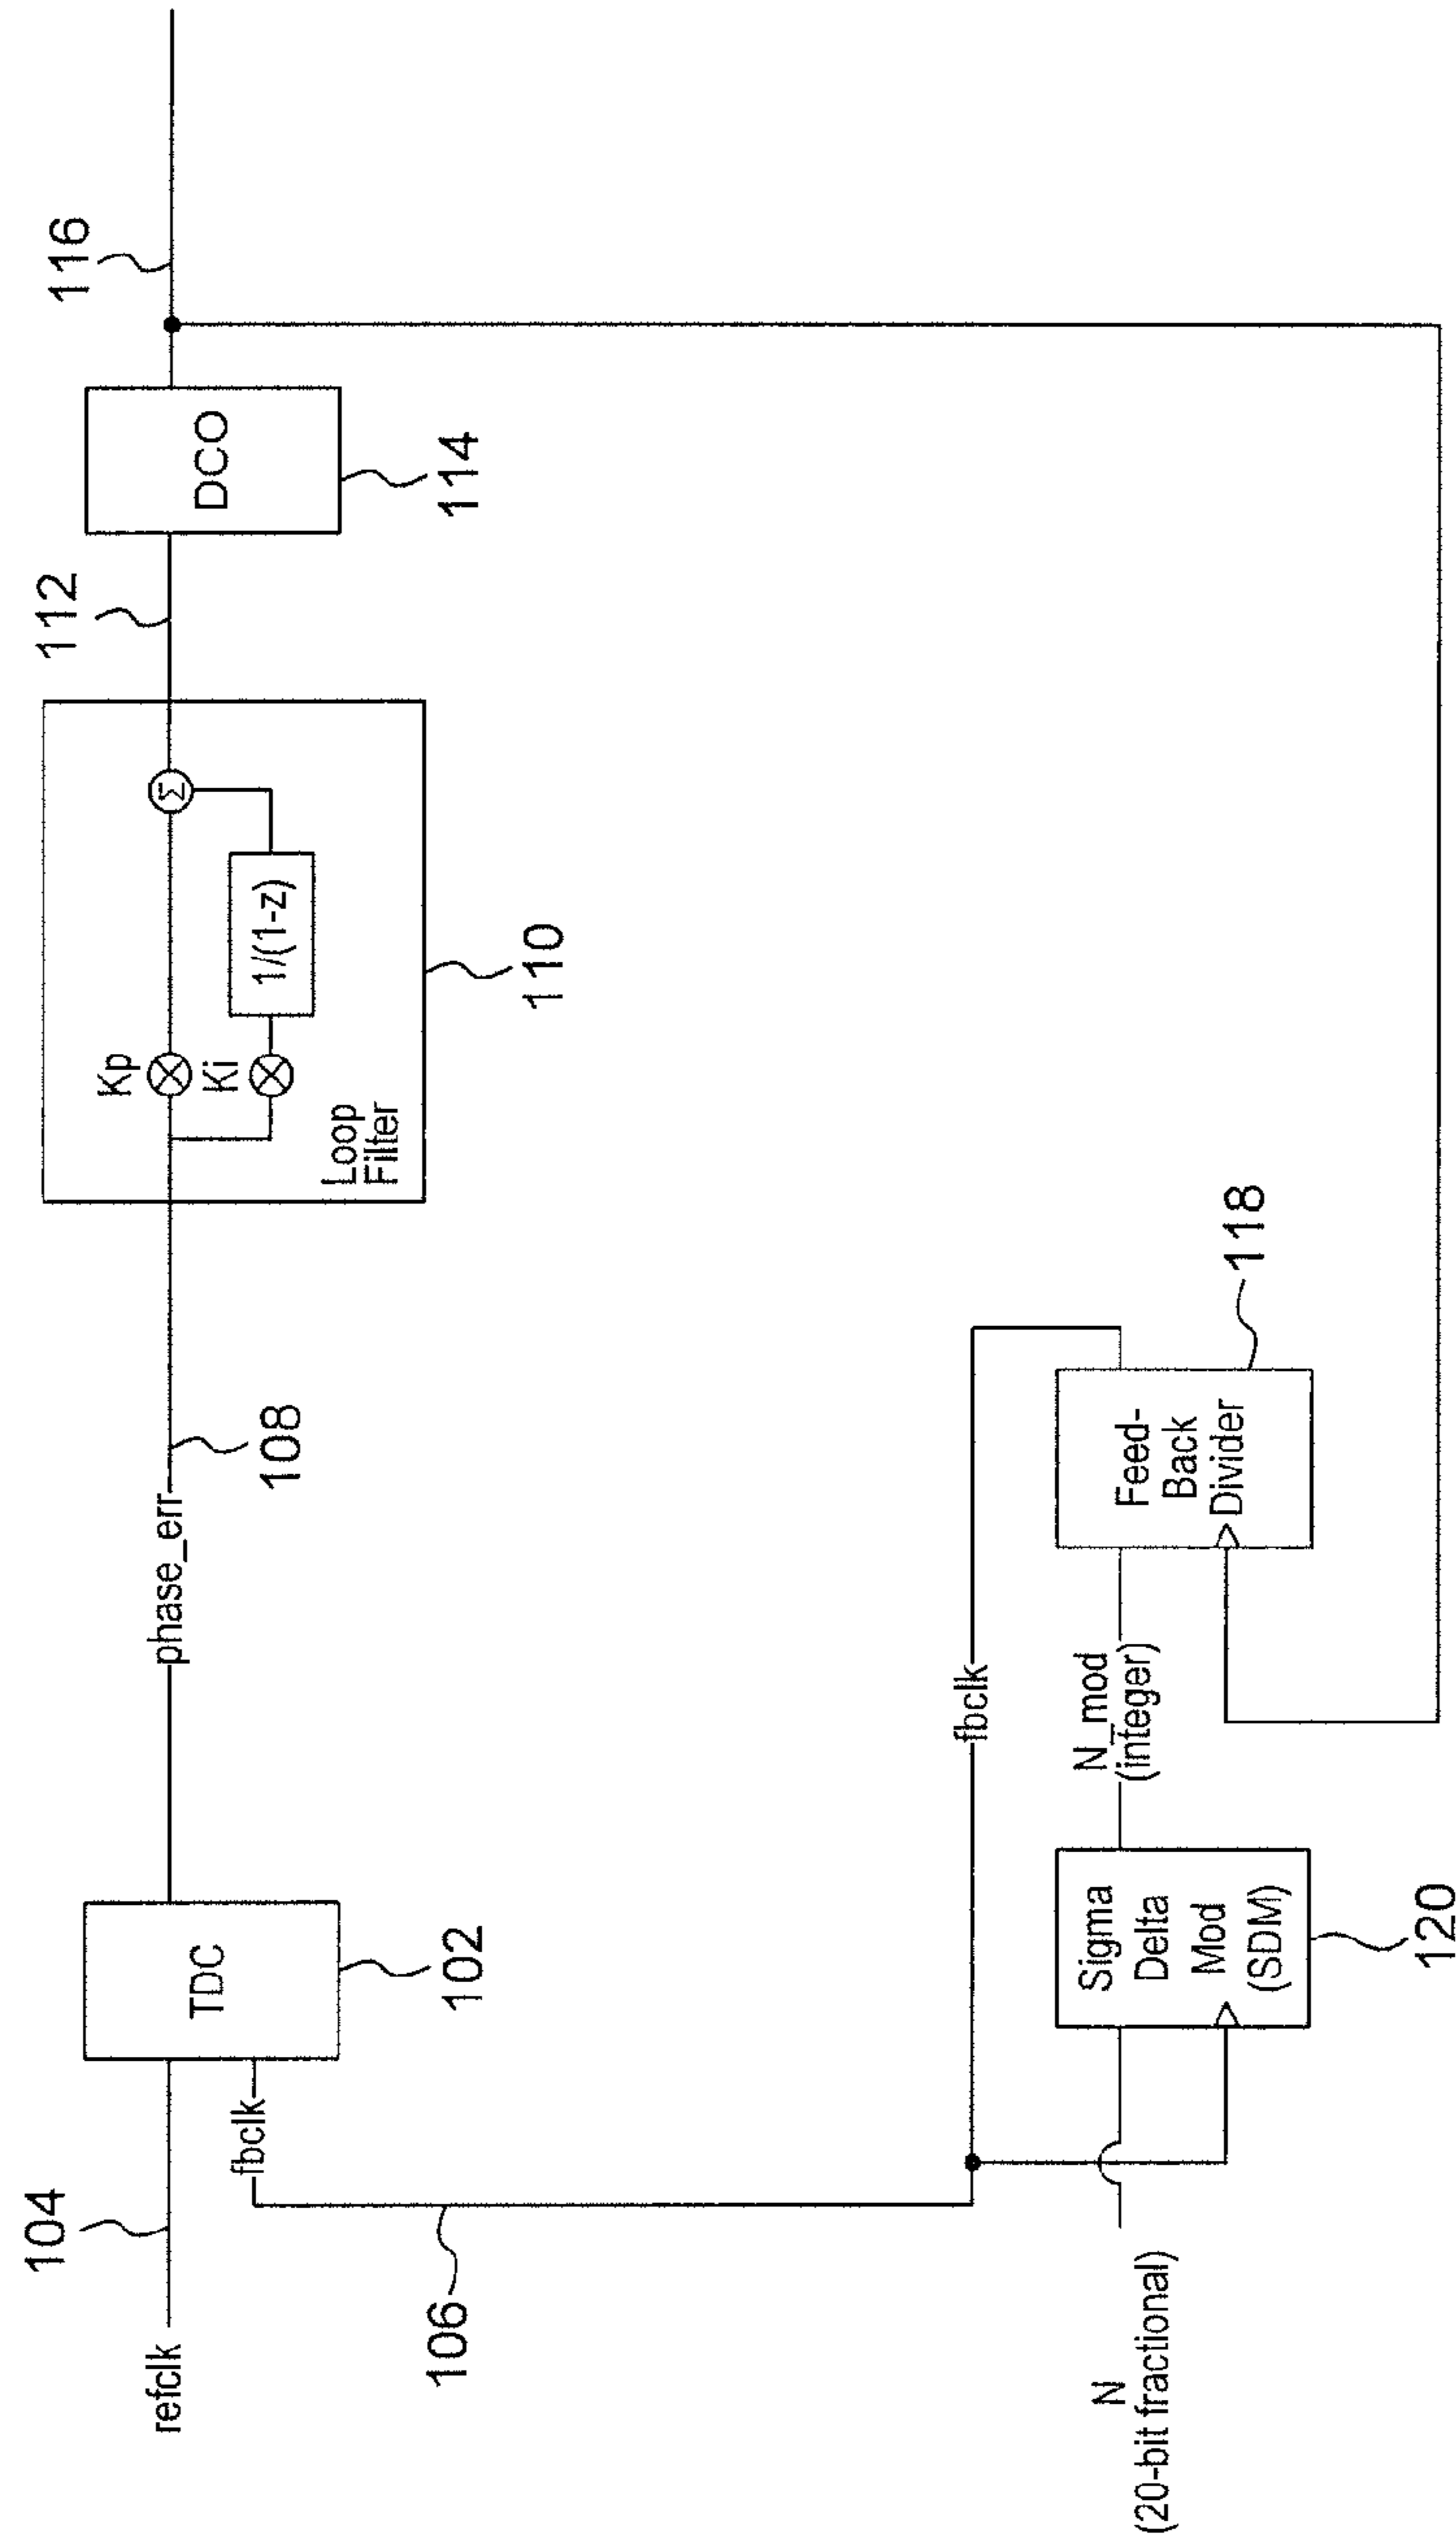 refclk
104
TDC
102
fbclk
106
phase_err
108
Kp
Ki
1/(1-z)
Σ
Loop
Filter
110
112
DCO
114
116
fbclk
N
(20-bit fractional)
Sigma
Delta
Mod
(SDM)
120
N_mod
(integer)
Feed-
Back
Divider
118